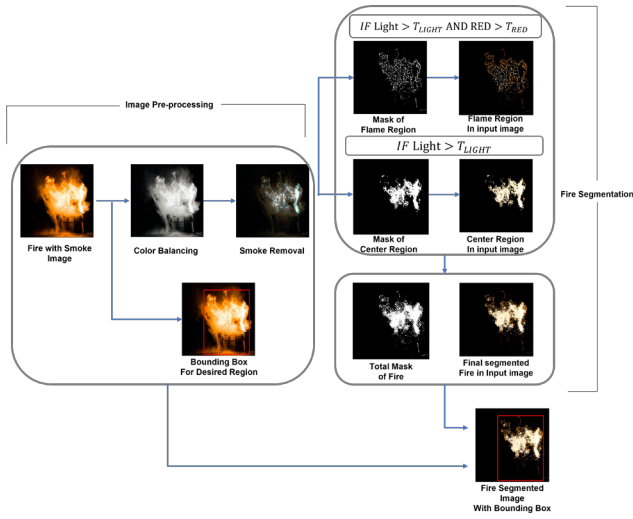 IF Light > T_LIGHT AND RED > T_RED
Image Pre-processing
Mask of
Flame Region
Flame Region
In input image
IF Light > T_LIGHT
Fire Segmentation
Fire with Smoke
Image
Color Balancing
Smoke Removal
Mask of
Center Region
Center Region
In input image
Bounding Box
For Desired Region
Total Mask
of Fire
Final segmented
Fire in Input image
Fire Segmented
Image
With Bounding Box